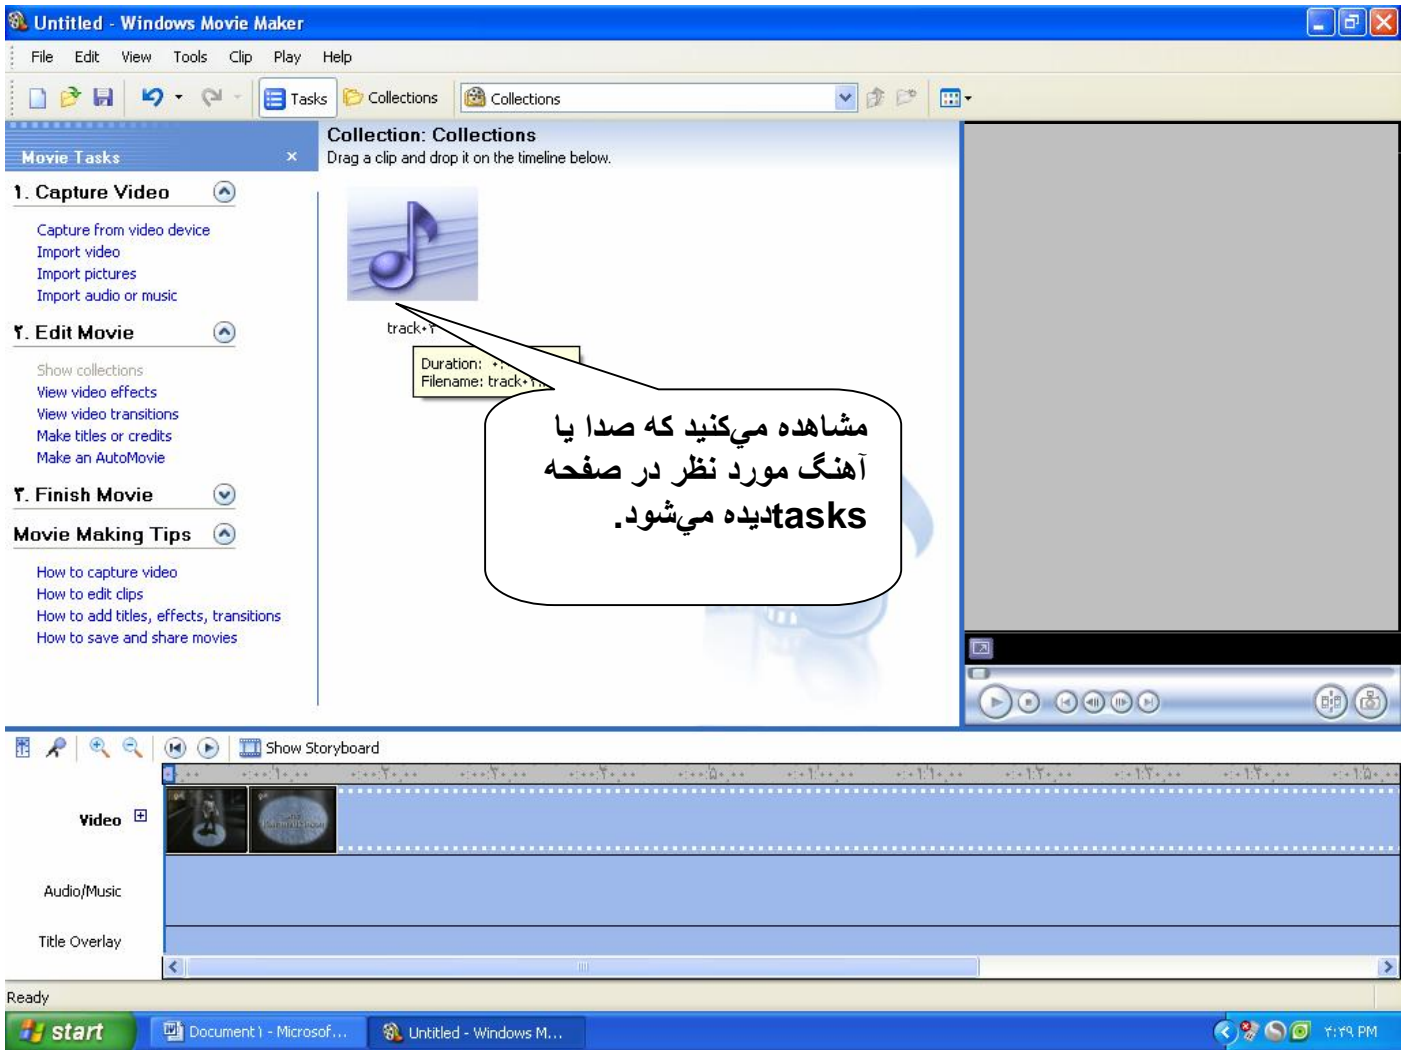 Untitled - Windows Movie Maker
File Edit View Tools Clip Play Help
Tasks Collections Collections
Movie Tasks
Collection: Collections
Drag a clip and drop it on the timeline below.
۱. Capture Video
Capture from video device
Import video
Import pictures
Import audio or music
۲. Edit Movie
Show collections
View video effects
View video transitions
Make titles or credits
Make an AutoMovie
۳. Finish Movie
Movie Making Tips
How to capture video
How to edit clips
How to add titles, effects, transitions
How to save and share movies
Duration:
Filename:
مشاهده مي‌کنيد که صدا يا
آهنگ مورد نظر در صفحه
tasksديده مي‌شود.
Show Storyboard
Video
Audio/Music
Title Overlay
Ready
start
Document۱ - Microsof...
Untitled - Windows M...
PM